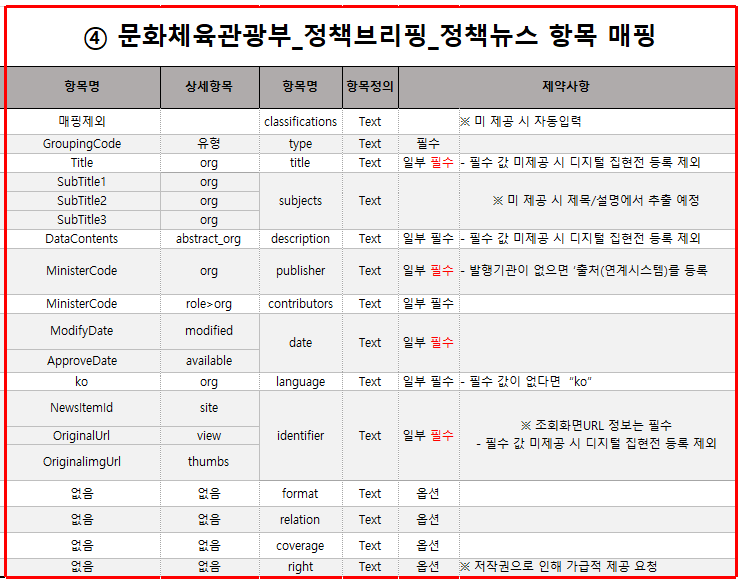 ④ 문화체육관광부_정책브리핑_정책뉴스 항목 매핑
항목명 상세항목 항목명 항목정의 제약사항
매핑제외 classifications Text ※ 미 제공 시 자동입력
GroupingCode 유형 type Text 필수
Title org title Text 일부 필수 - 필수 값 미제공 시 디지털 집현전 등록 제외
SubTitle1 org
SubTitle2 org subjects Text ※ 미 제공 시 제목/설명에서 추출 예정
SubTitle3 org
DataContents abstract_org description Text 일부 필수 - 필수 값 미제공 시 디지털 집현전 등록 제외
MinisterCode org publisher Text 일부 필수 - 발행기관이 없으면 '출처(연계시스템)를 등록
MinisterCode role>org contributors Text 일부 필수
ModifyDate modified
date Text 일부 필수
ApproveDate available
ko org language Text 일부 필수 - 필수 값이 없다면 "ko"
NewsItemId site
※ 조회화면URL 정보는 필수
OriginalUrl view identifier Text 일부 필수
- 필수 값 미제공 시 디지털 집현전 등록 제외
OriginalimgUrl thumbs
없음 없음 format Text 옵션
없음 없음 relation Text 옵션
없음 없음 coverage Text 옵션
없음 없음 right Text 옵션 ※ 저작권으로 인해 가급적 제공 요청